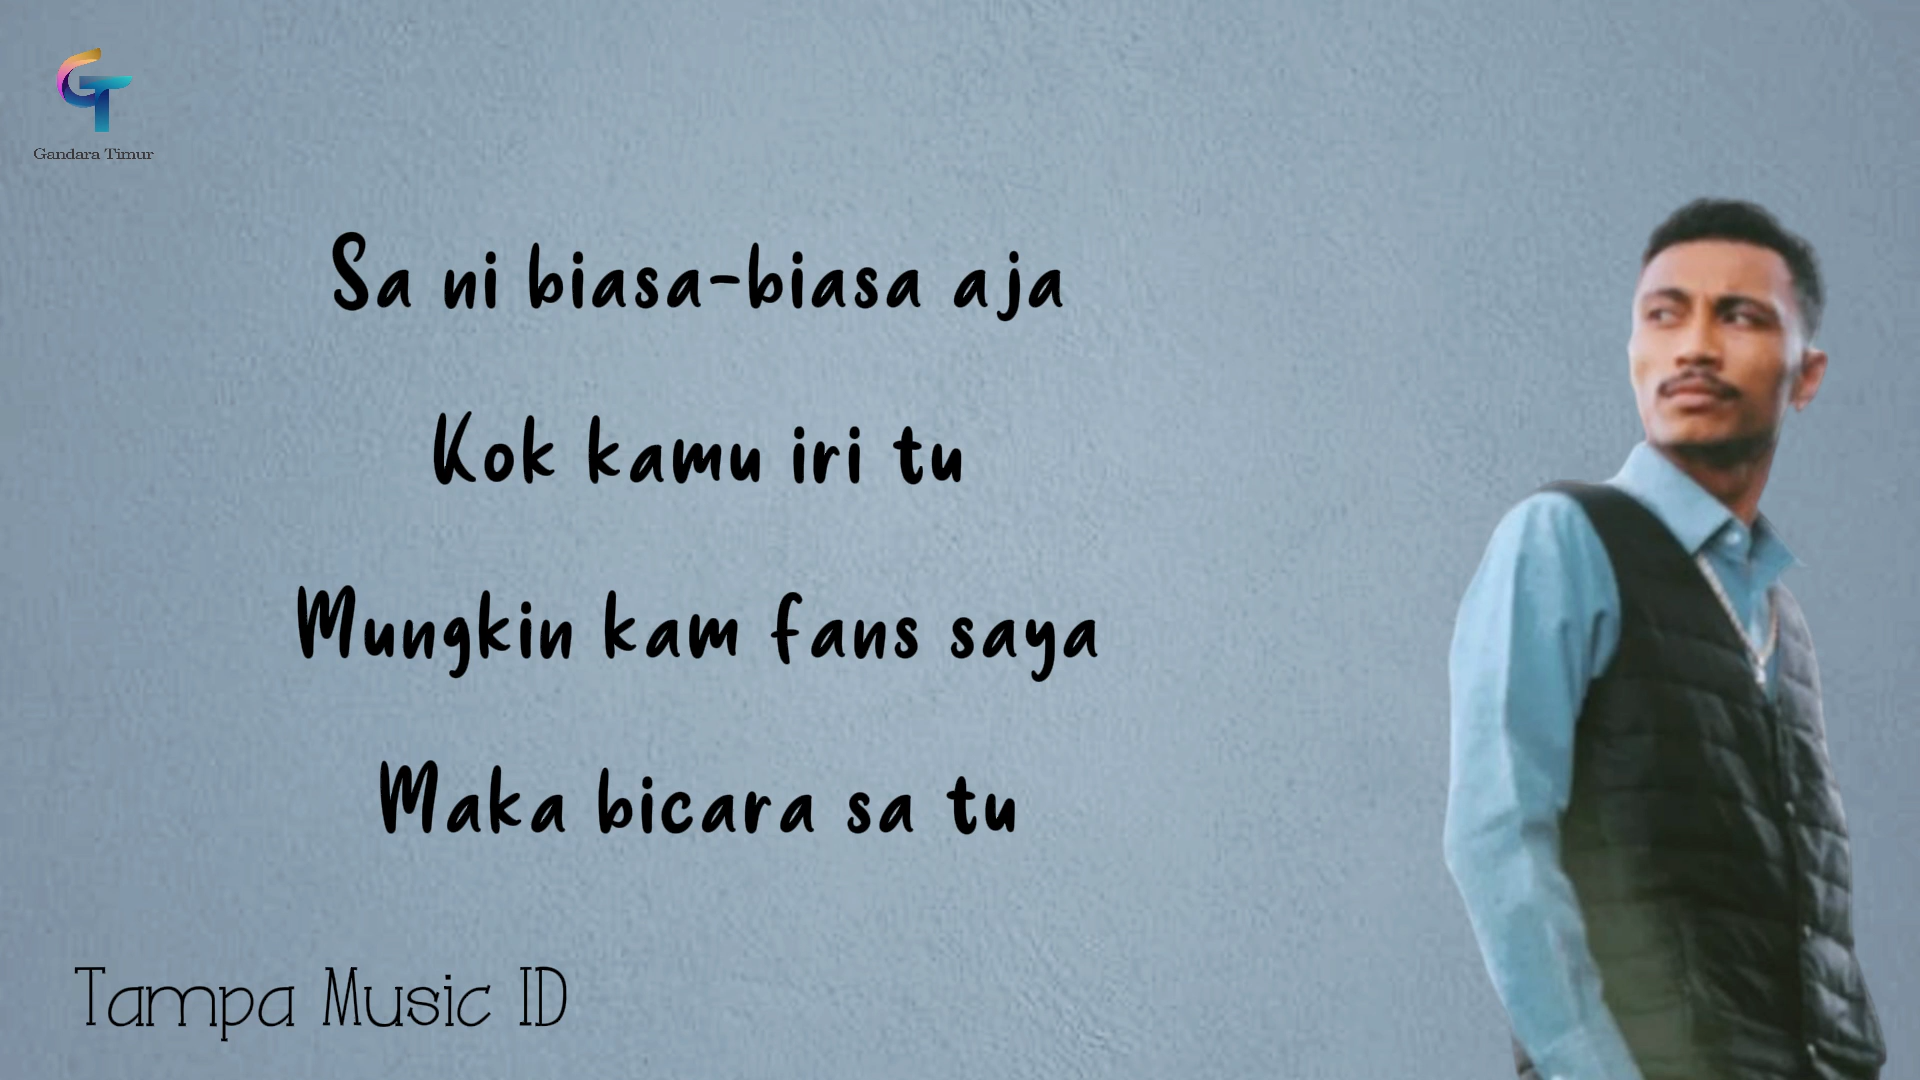 Gandara Timur
Sa ni biasa-biasa aja
Kok kamu iri tu
Mungkin kam fans saya
Maka bicara sa tu
Tampa Music ID